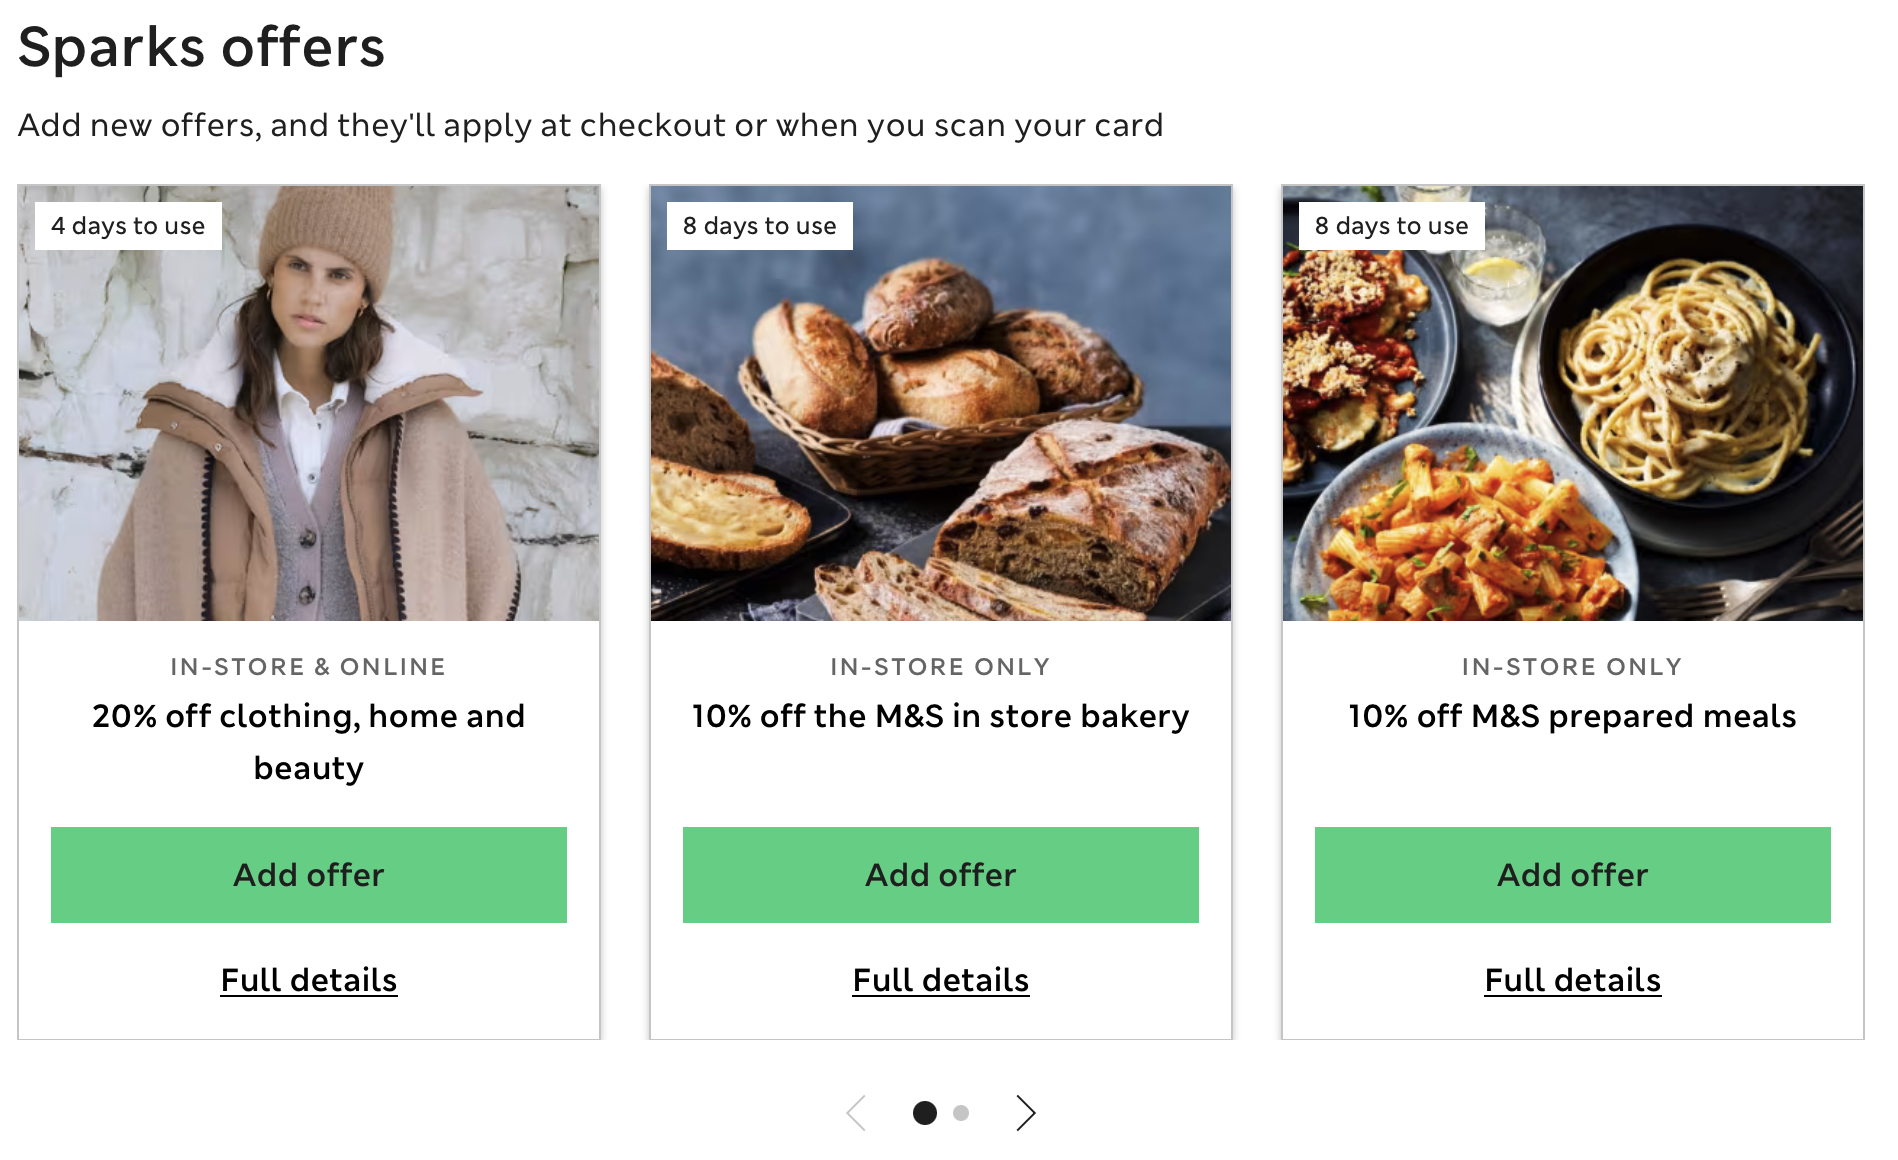 Sparks offers
Add new offers, and they'll apply at checkout or when you scan your card
4 days to use
IN-STORE & ONLINE
20% off clothing, home and
beauty
Add offer
Full details
8 days to use
IN-STORE ONLY
10% off the M&S in store bakery
Add offer
Full details
8 days to use
IN-STORE ONLY
10% off M&S prepared meals
Add offer
Full details